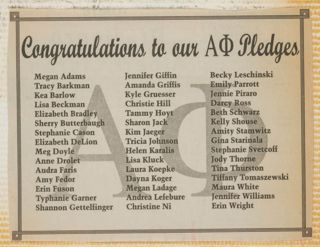 Congratulations to our ΑΦ Pledges
Megan Adams
Tracy Barkman
Kea Barlow
Lisa Beckman
Elizabeth Bradley
Sherry Butterbaugh
Stephanie Cason
Elizabeth DeLion
Meg Doyle
Anne Drolet
Audra Faris
Amy Fedor
Erin Fuson
Typhanie Garner
Shannon Gettelfinger
Jennifer Giffin
Amanda Griffis
Kyle Gruesser
Christie Hill
Tammy Hoyt
Sharon Jack
Kim Jaeger
Tricia Johnson
Helen Karalis
Lisa Kluck
Laura Koepke
Dayna Koger
Megan Ladage
Andrea Lefebure
Christine Ni
Becky Leschinski
Emily Parrott
Jennie Piraro
Darcy Ross
Beth Schwarz
Kelly Shouse
Amity Stamwitz
Gina Starinala
Stephanie Svetcoff
Jody Thorne
Tina Thurston
Tiffany Tomaszewski
Maura White
Jennifer Williams
Erin Wright
ΑΦ